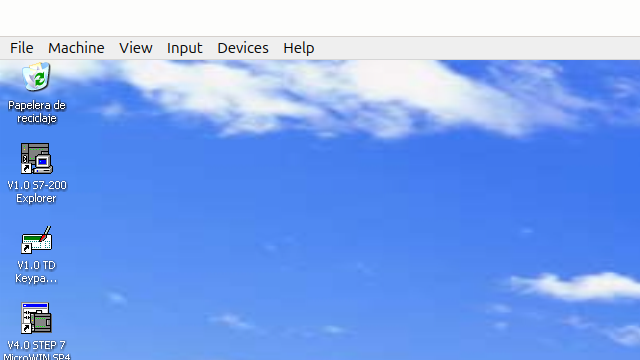 File Machine View Input Devices Help
Papelera de
reciclaje
V1.0 S7-200
Explorer
V1.0 TD
Keypa...
V4.0 STEP 7
MicroWIN SP4